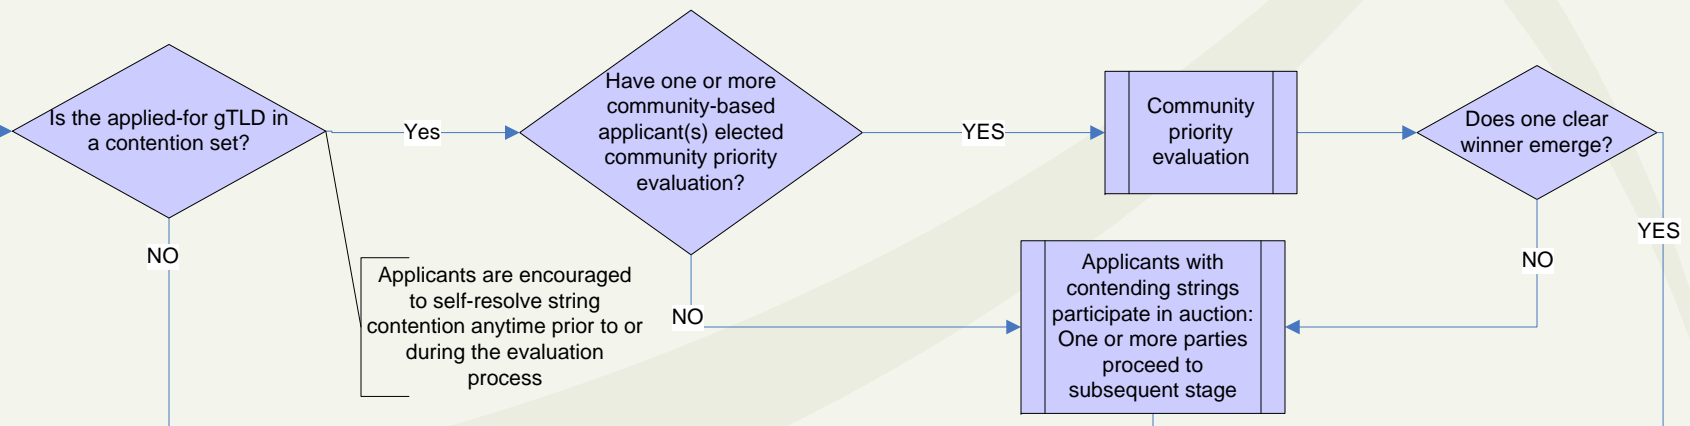 Is the applied-for gTLD in
a contention set?
Yes
NO
Applicants are encouraged
to self-resolve string
contention anytime prior to or
during the evaluation
process
Have one or more
community-based
applicant(s) elected
community priority
evaluation?
YES
NO
Community
priority
evaluation
Applicants with
contending strings
participate in auction:
One or more parties
proceed to
subsequent stage
Does one clear
winner emerge?
NO
YES